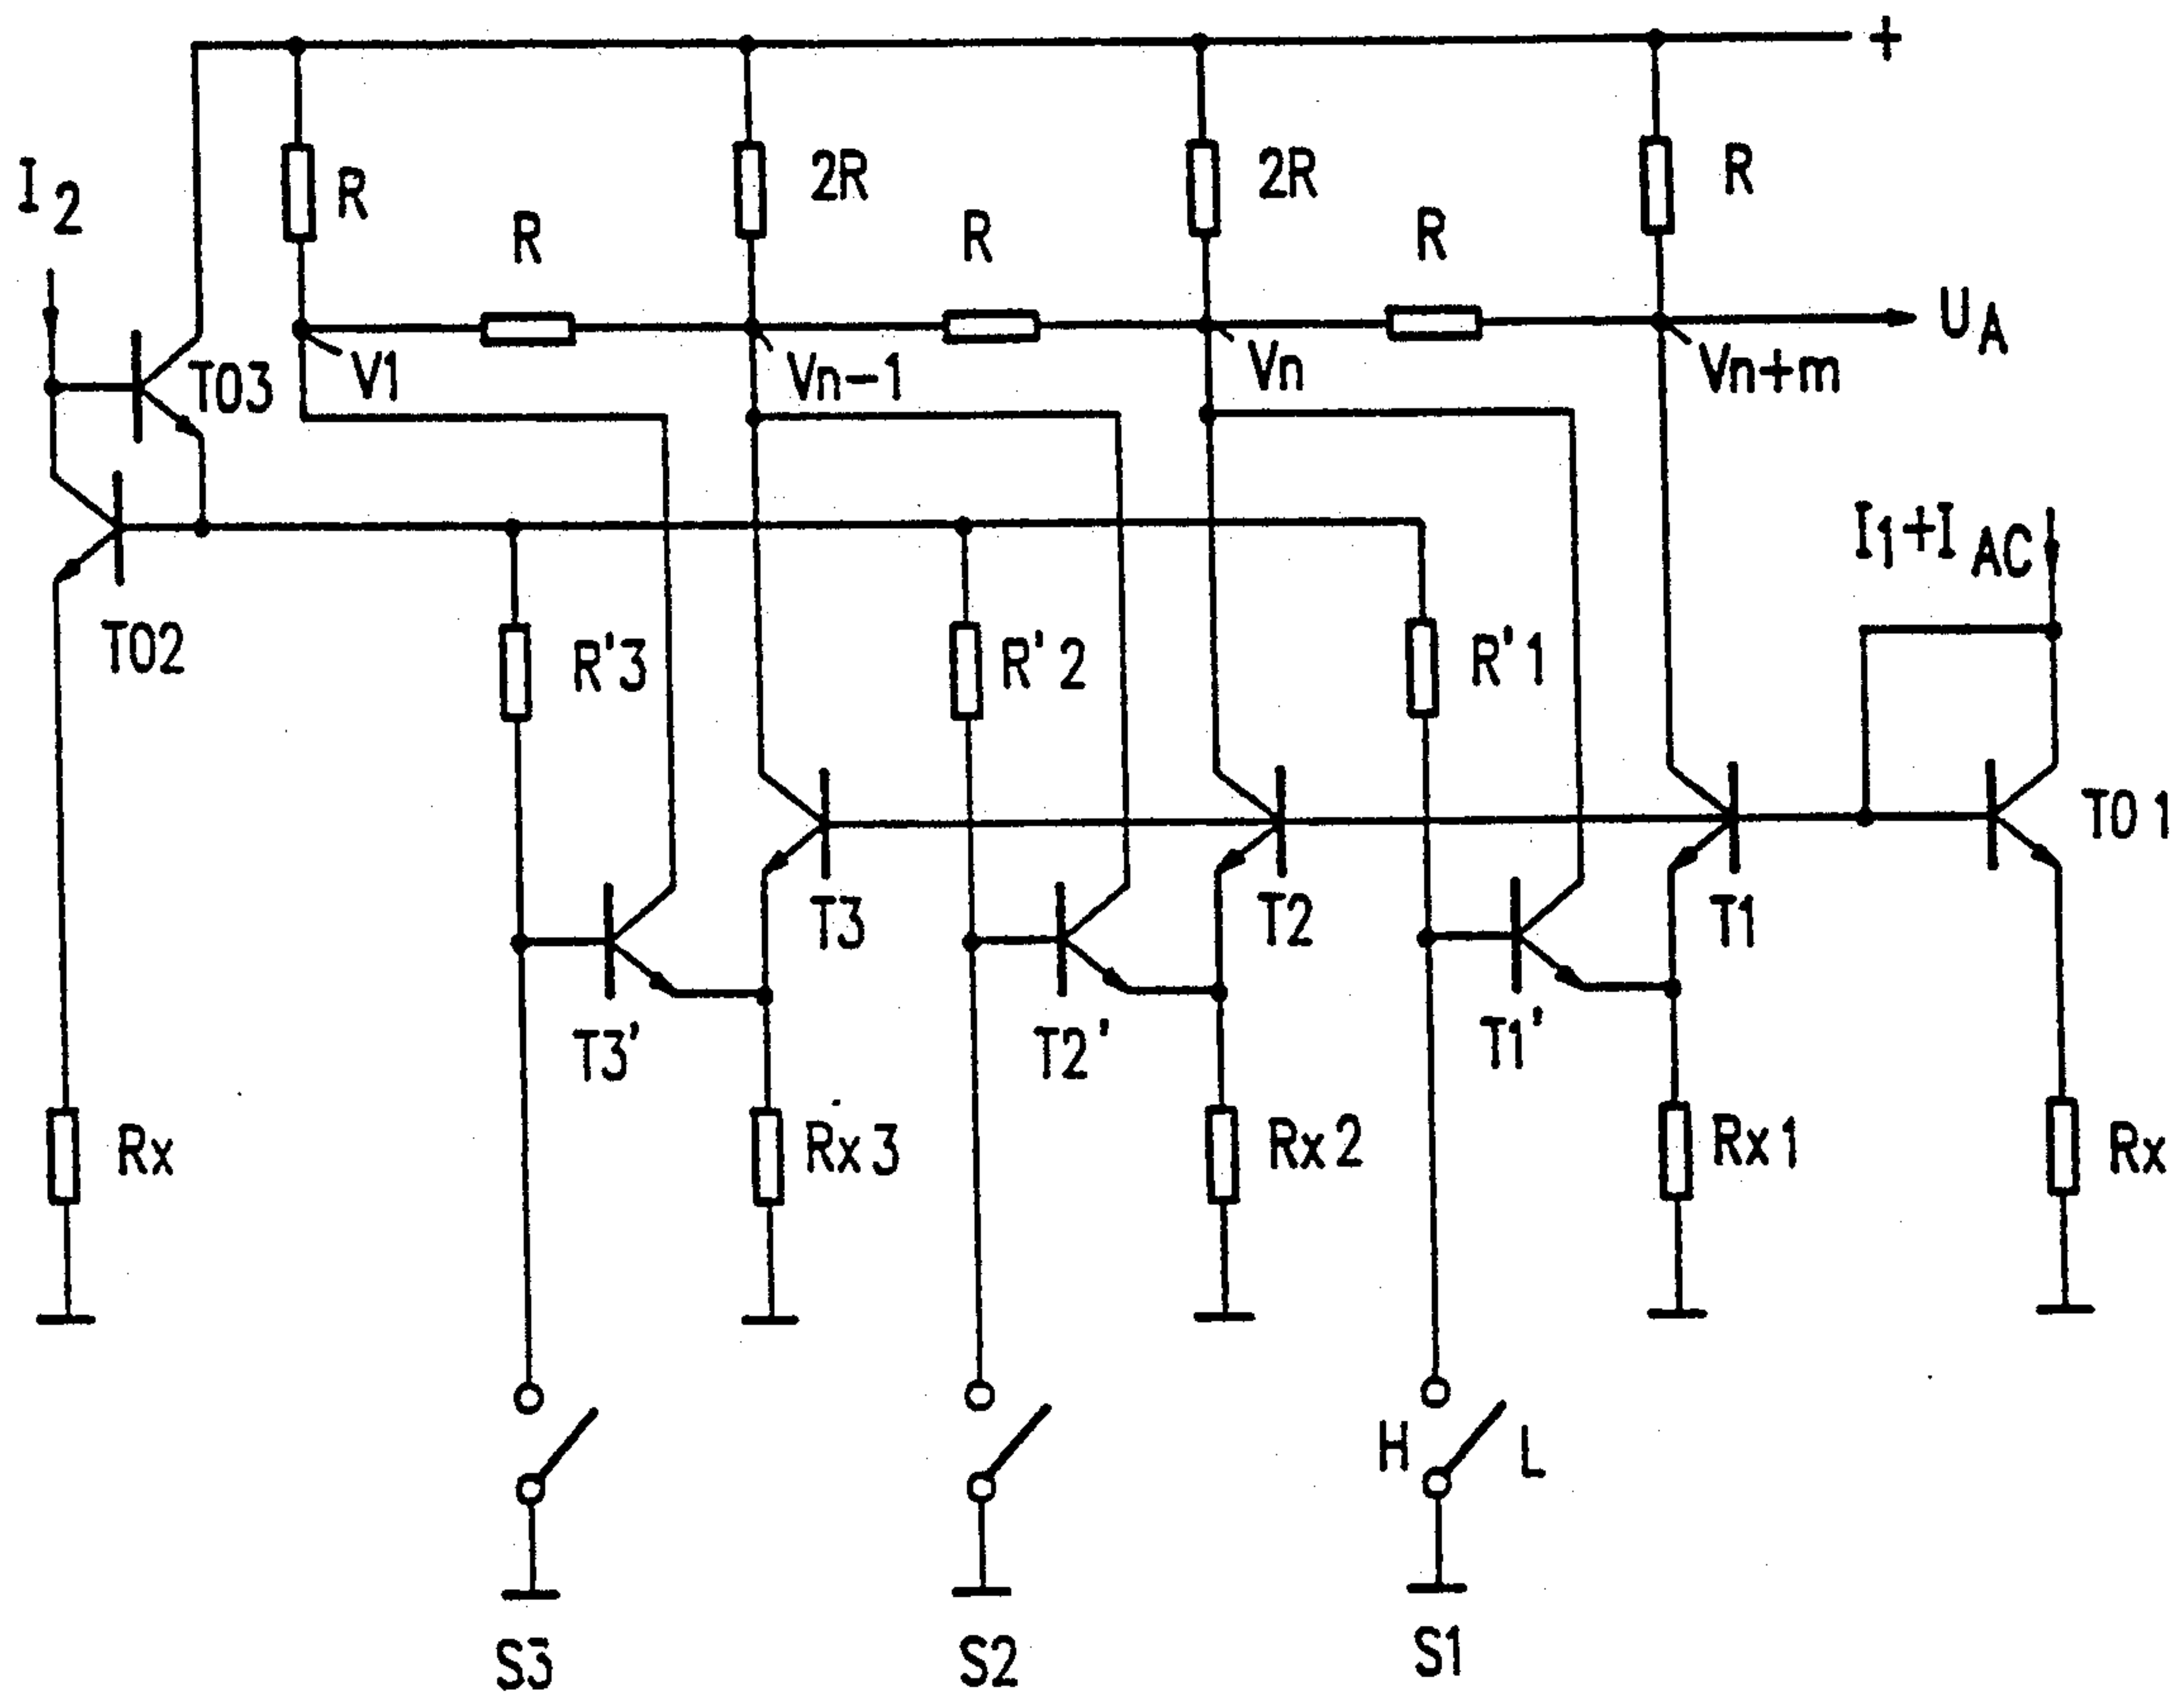 +
I2
R
2R
2R
R
R
R
R
UA
V1
Vn-1
Vn
Vn+m
T03
I1+IAC
T02
R'3
R'2
R'1
T01
T3
T2
T1
T3'
T2'
T1'
Rx
Rx3
Rx2
Rx1
Rx
H
L
S3
S2
S1